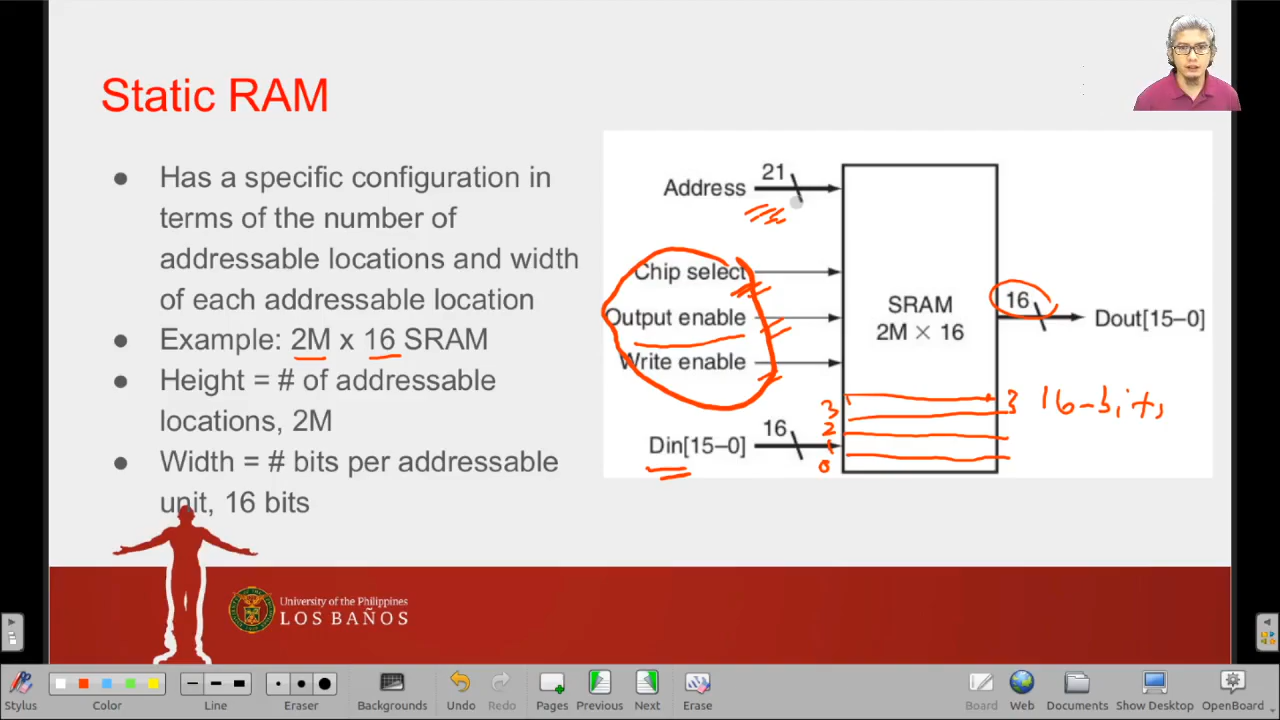 Static RAM
● Has a specific configuration in
terms of the number of
addressable locations and width
of each addressable location
● Example: 2M x 16 SRAM
● Height = # of addressable
locations, 2M
● Width = # bits per addressable
unit, 16 bits
21
Address
Chip select
Output enable
Write enable
16
Din[15–0]
SRAM
2M × 16
16
Dout[15–0]
3
2
1
0
16-bits
University of the Philippines
LOS BAÑOS
Stylus
Color
Line
Eraser
Backgrounds
Undo
Redo
Pages
Previous
Next
Erase
Board
Web
Documents
Show Desktop
OpenBoard